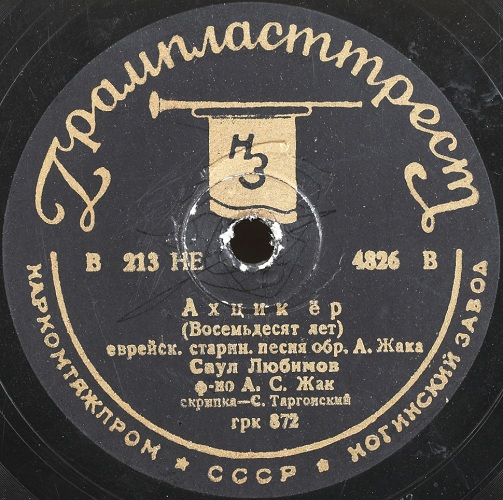 Грампласттрест
НЗ
В 213 НЕ 4826 В
Ахцик ёр
(Восемьдесят лет)
еврейск. старин. песня обр. А. Жака
Саул Любимов
ф-но А. С. Жак
скрипка—С. Таргонский
грк 872
НАРКОМТЯЖПРОМ ★ СССР ★ НОГИНСКИЙ ЗАВОД